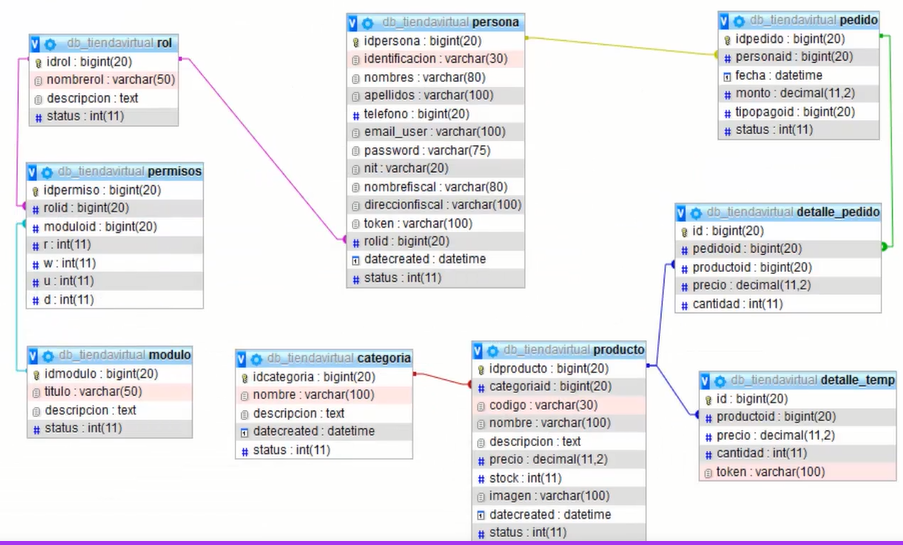 db_tiendavirtual rol
idrol : bigint(20)
nombrerol : varchar(50)
descripcion : text
status : int(11)
db_tiendavirtual persona
idpersona : bigint(20)
identificacion : varchar(30)
nombres : varchar(80)
apellidos : varchar(100)
telefono : bigint(20)
email_user : varchar(100)
password : varchar(75)
nit : varchar(20)
nombrefiscal : varchar(80)
direccionfiscal : varchar(100)
token : varchar(100)
rolid : bigint(20)
datecreated : datetime
status : int(11)
db_tiendavirtual pedido
idpedido : bigint(20)
personaid : bigint(20)
fecha : datetime
monto : decimal(11,2)
tipopagoid : bigint(20)
status : int(11)
db_tiendavirtual permisos
idpermiso : bigint(20)
rolid : bigint(20)
moduloid : bigint(20)
r : int(11)
w : int(11)
u : int(11)
d : int(11)
db_tiendavirtual detalle_pedido
id : bigint(20)
pedidoid : bigint(20)
productoid : bigint(20)
precio : decimal(11,2)
cantidad : int(11)
db_tiendavirtual modulo
idmodulo : bigint(20)
titulo : varchar(50)
descripcion : text
status : int(11)
db_tiendavirtual categoria
idcategoria : bigint(20)
nombre : varchar(100)
descripcion : text
datecreated : datetime
status : int(11)
db_tiendavirtual producto
idproducto : bigint(20)
categoriaid : bigint(20)
codigo : varchar(30)
nombre : varchar(100)
descripcion : text
precio : decimal(11,2)
stock : int(11)
imagen : varchar(100)
datecreated : datetime
status : int(11)
db_tiendavirtual detalle_temp
id : bigint(20)
productoid : bigint(20)
precio : decimal(11,2)
cantidad : int(11)
token : varchar(100)